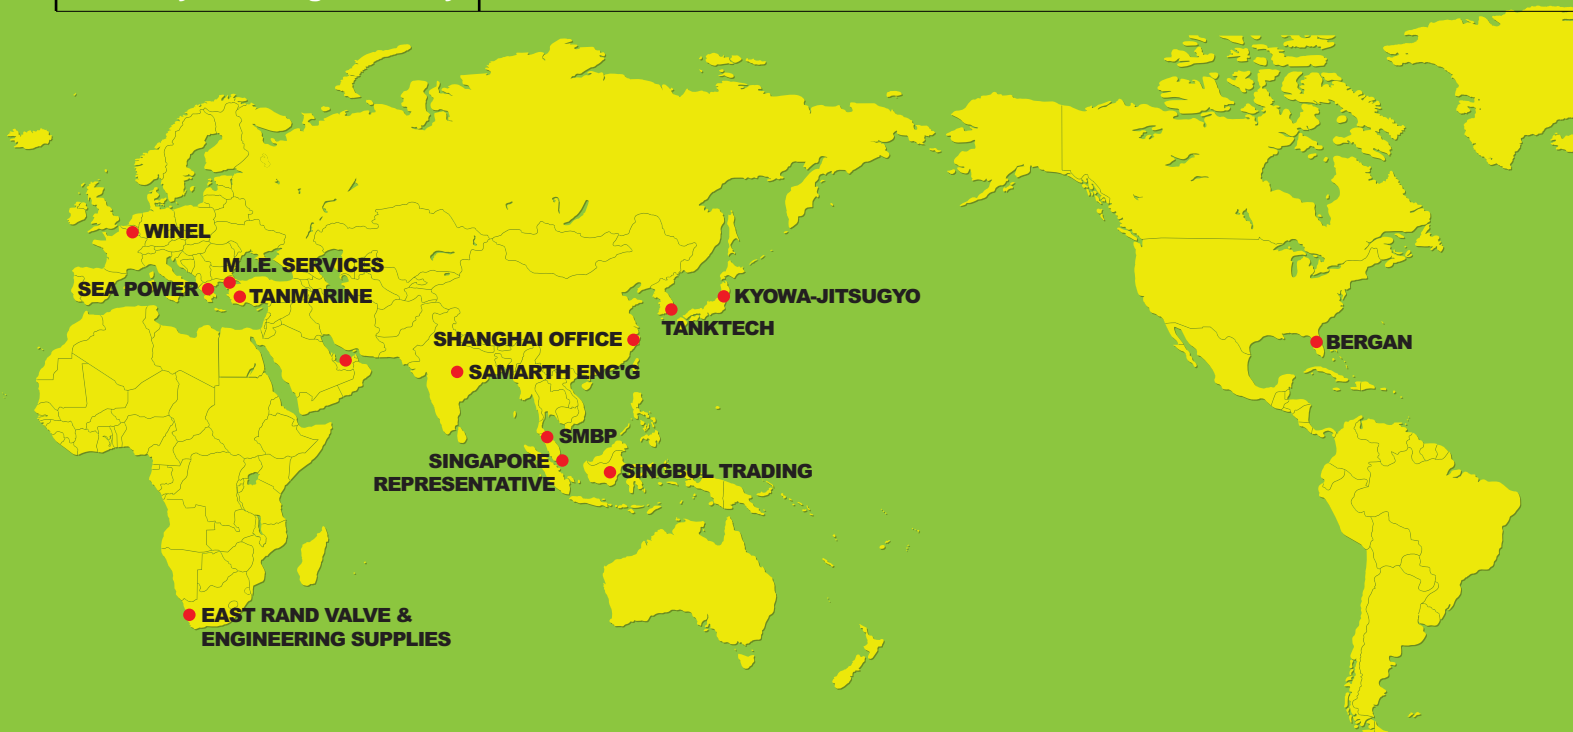 WINEL
M.I.E. SERVICES
SEA POWER
TANMARINE
KYOWA-JITSUGYO
TANKTECH
SHANGHAI OFFICE
BERGAN
SAMARTH ENG'G
SMBP
SINGAPORE
REPRESENTATIVE
SINGBUL TRADING
EAST RAND VALVE &
ENGINEERING SUPPLIES